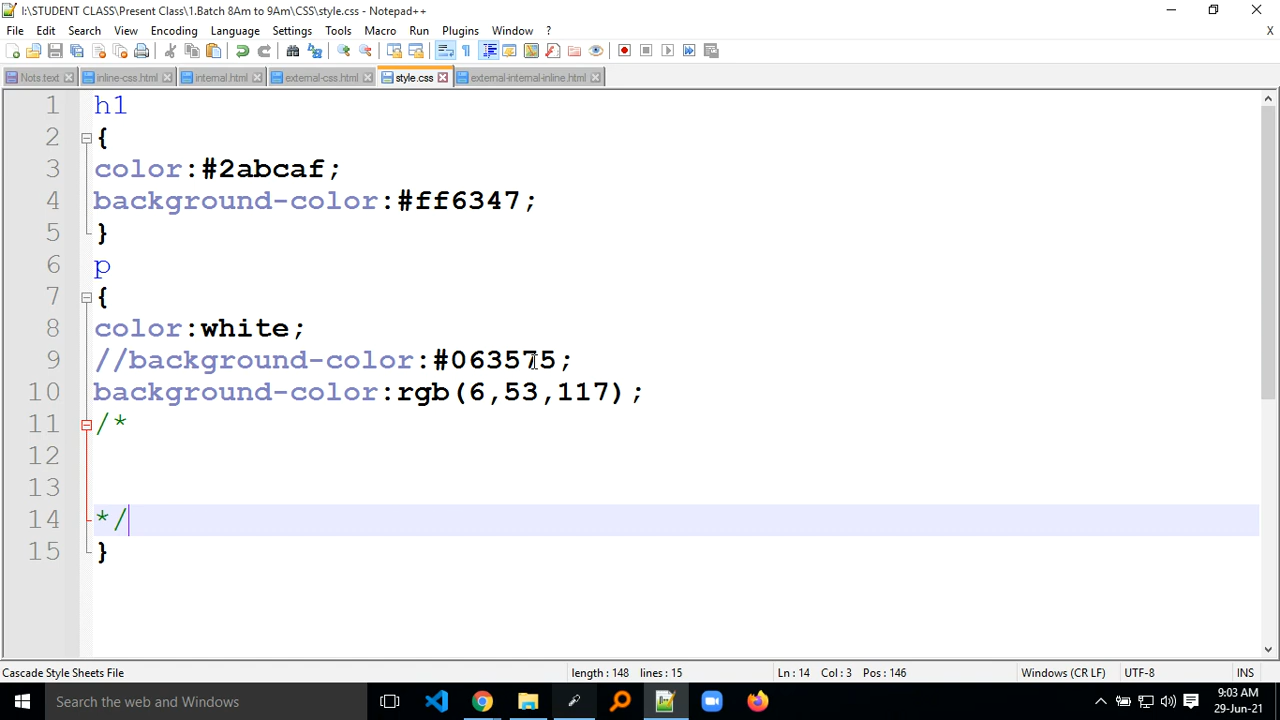 I:\STUDENT CLASS\Present Class\1.Batch 8Am to 9Am\CSS\style.css - Notepad++
File Edit Search View Encoding Language Settings Tools Macro Run Plugins Window ? X
Nots.text inline-css.html internal.html external-css.html style.css external-internal-inline.html
1 h1
2 {
3 color:#2abcaf;
4 background-color:#ff6347;
5 }
6 p
7 {
8 color:white;
9 //background-color:#063575;
10 background-color:rgb(6,53,117);
11 /*
12
13
14 */
15 }
Cascade Style Sheets File length : 148 lines : 15 Ln : 14 Col : 3 Pos : 146 Windows (CR LF) UTF-8 INS
Search the web and Windows 9:03 AM
29-Jun-21